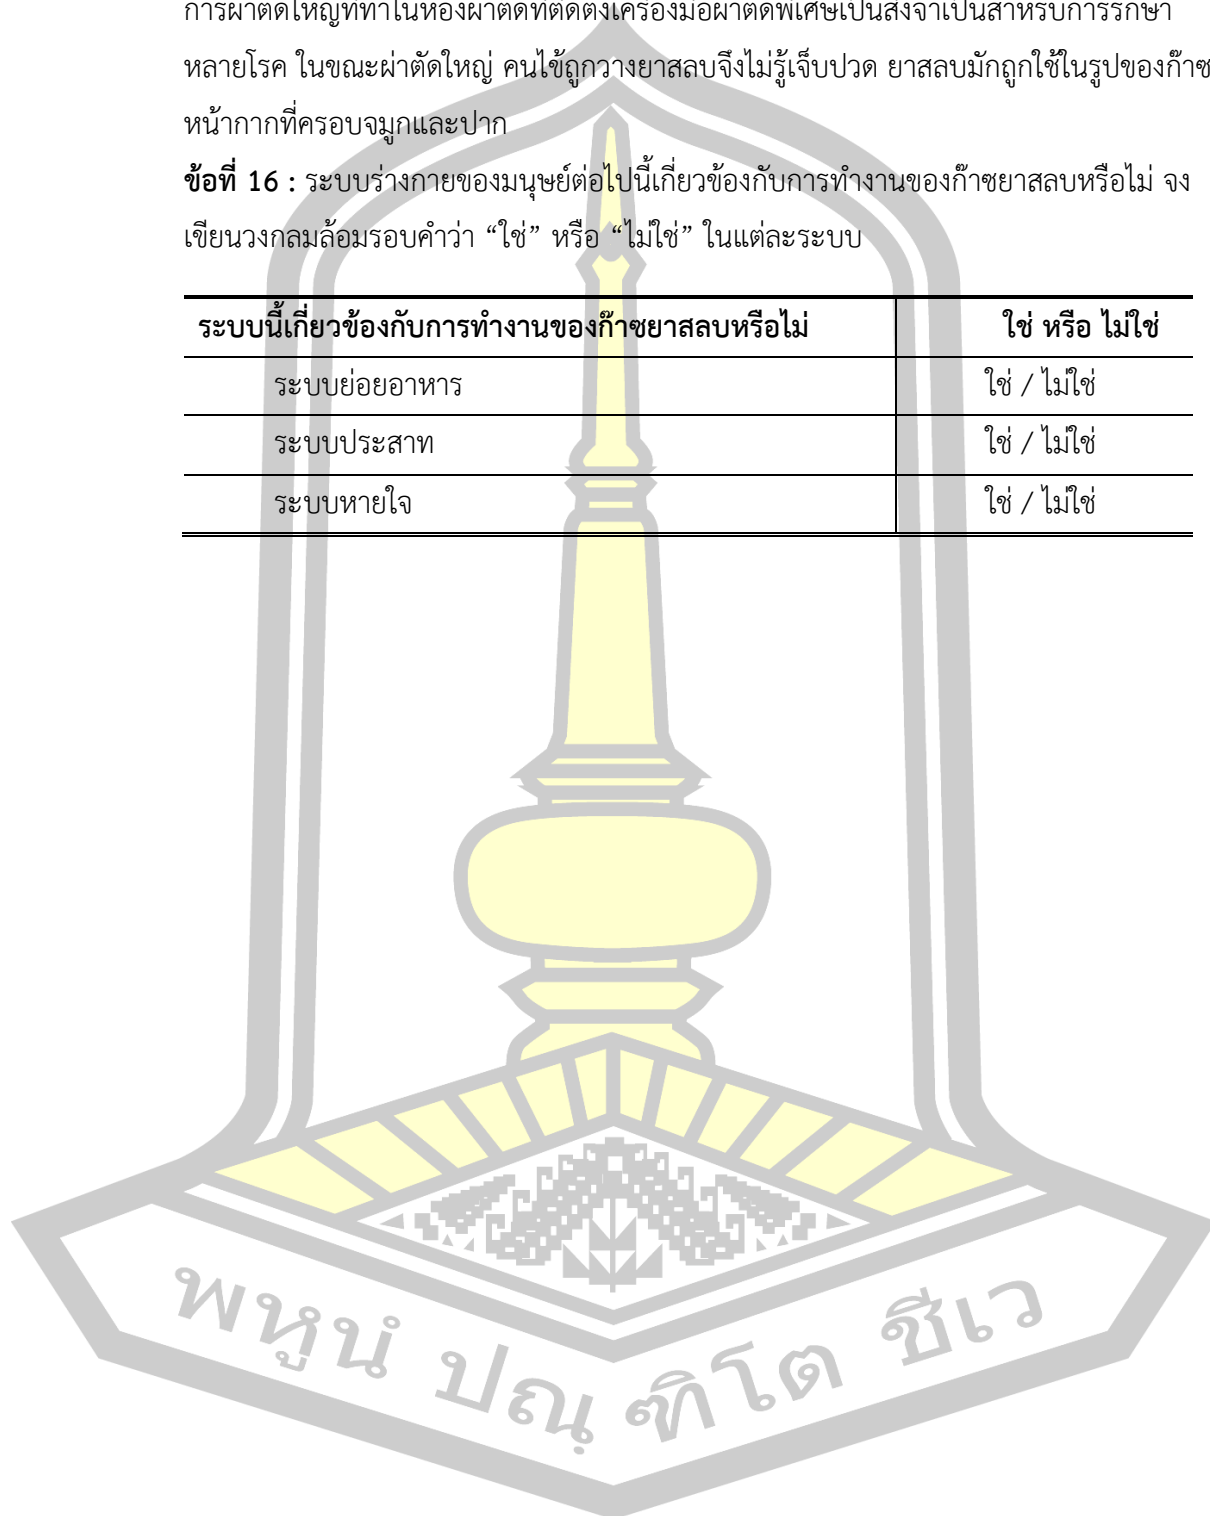 การผ่าตัดใหญ่ที่ทำในห้องผ่าตัดที่ติดตั้งเครื่องมือผ่าตัดพิเศษเป็นสิ่งจำเป็นสำหรับการรักษา
หลายโรค ในขณะผ่าตัดใหญ่ คนไข้ถูกวางยาสลบจึงไม่รู้เจ็บปวด ยาสลบมักถูกใช้ในรูปของก๊าซ
หน้ากากที่ครอบจมูกและปาก
ข้อที่ 16 : ระบบร่างกายของมนุษย์ต่อไปนี้เกี่ยวข้องกับการทำงานของก๊าซยาสลบหรือไม่ จง
เขียนวงกลมล้อมรอบคำว่า “ใช่” หรือ “ไม่ใช่” ในแต่ละระบบ
ระบบนี้เกี่ยวข้องกับการทำงานของก๊าซยาสลบหรือไม่ ใช่ หรือ ไม่ใช่
ระบบย่อยอาหาร ใช่ / ไม่ใช่
ระบบประสาท ใช่ / ไม่ใช่
ระบบหายใจ ใช่ / ไม่ใช่
พหูนํ ปณฺฑิโต ชีเว